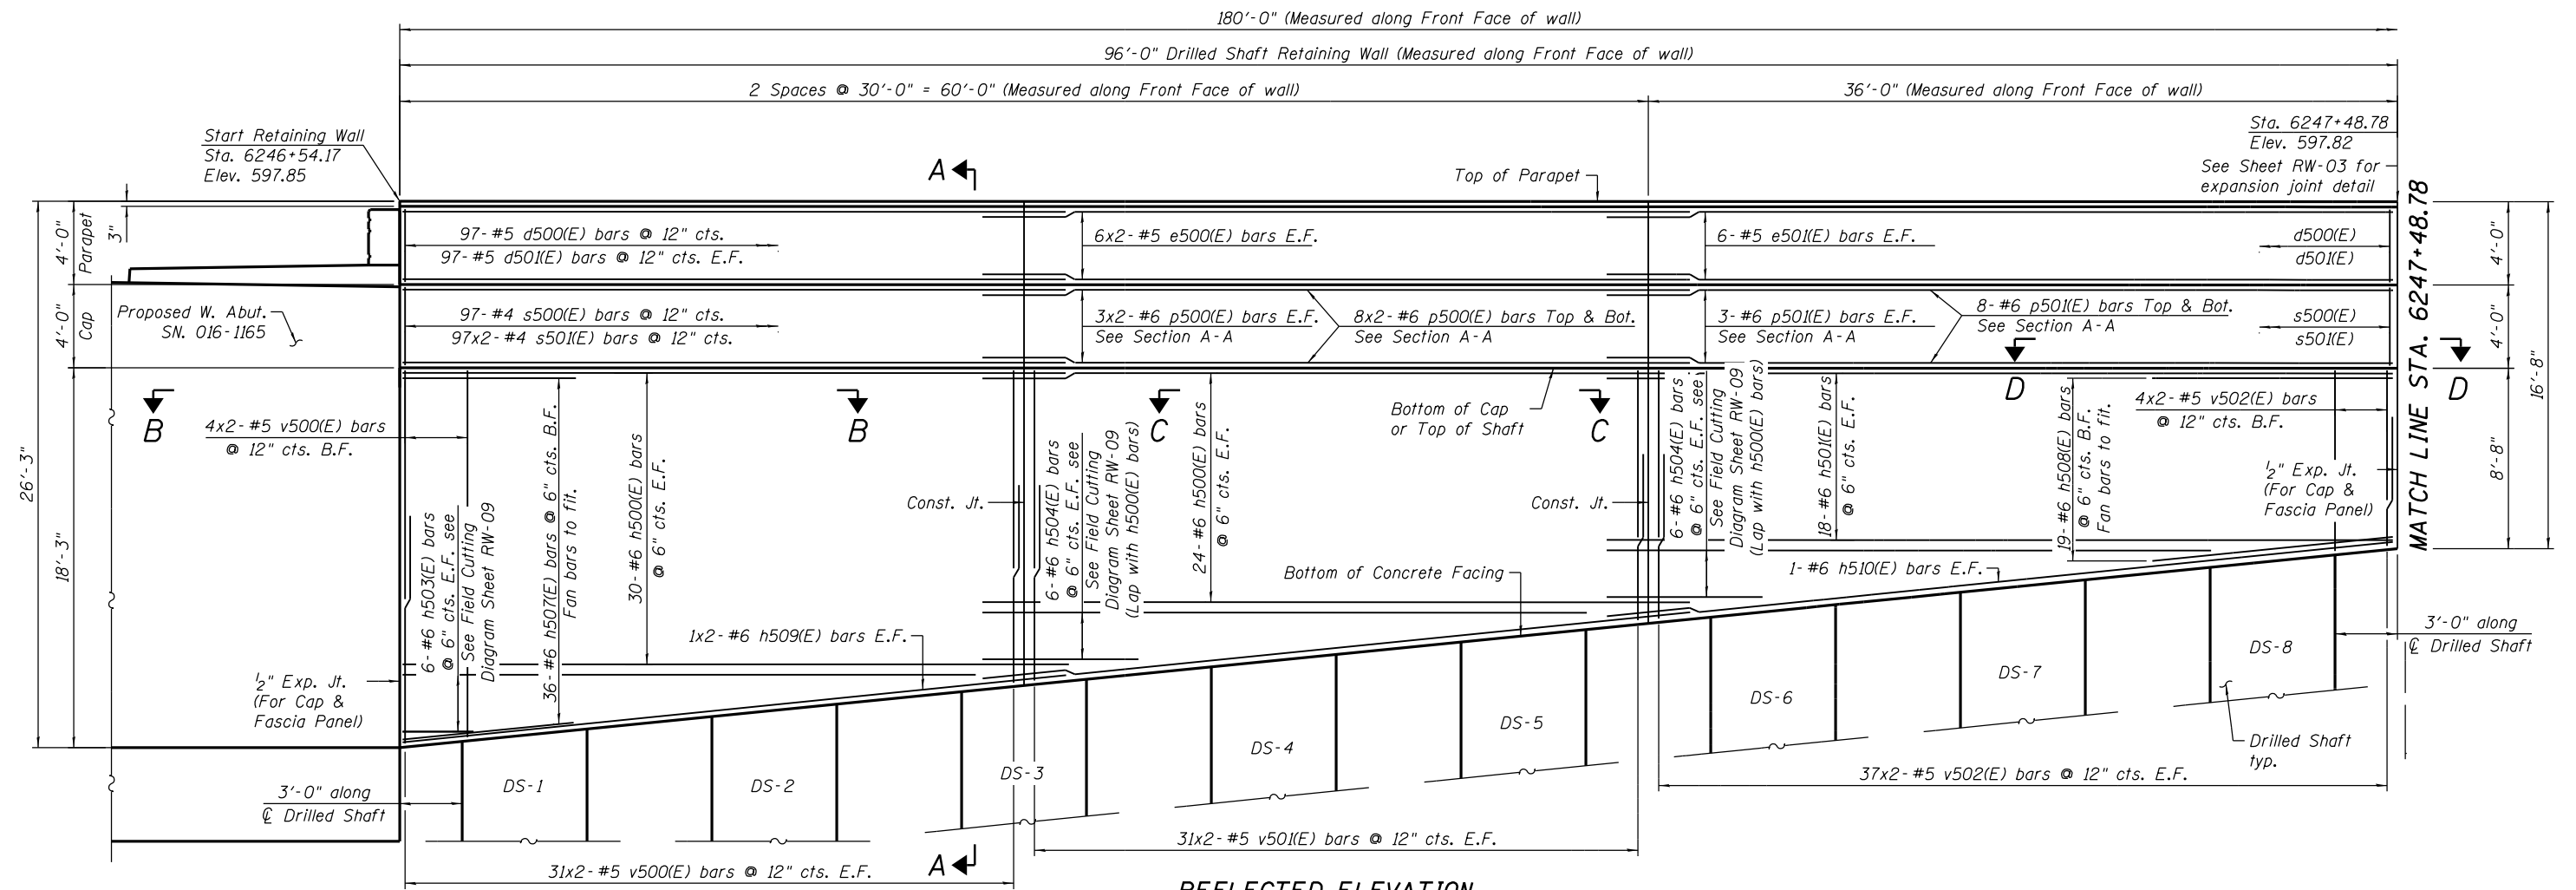 180'-0" (Measured along Front Face of wall)
96'-0" Drilled Shaft Retaining Wall (Measured along Front Face of wall)
2 Spaces @ 30'-0" = 60'-0" (Measured along Front Face of wall)
36'-0" (Measured along Front Face of wall)
Start Retaining Wall
Sta. 6246+54.17
Elev. 597.85
A
Top of Parapet
Sta. 6247+48.78
Elev. 597.82
See Sheet RW-03 for
expansion joint detail
MATCH LINE STA. 6247+48.78
26'-3"
4'-0"
Parapet
3"
4'-0"
Cap
18'-3"
97-#5 d500(E) bars @ 12" cts.
97-#5 d501(E) bars @ 12" cts. E.F.
6x2-#5 e500(E) bars E.F.
6-#5 e501(E) bars E.F.
d500(E)
d501(E)
4'-0"
Proposed W. Abut.
SN. 016-1165
97-#4 s500(E) bars @ 12" cts.
97x2-#4 s501(E) bars @ 12" cts.
3x2-#6 p500(E) bars E.F.
See Section A-A
8x2-#6 p500(E) bars Top & Bot.
See Section A-A
3-#6 p501(E) bars E.F.
See Section A-A
8-#6 p501(E) bars Top & Bot.
See Section A-A
s500(E)
s501(E)
4'-0"
16'-8"
8'-8"
B
B
C
C
D
D
4x2-#5 v500(E) bars
@ 12" cts. B.F.
6-#6 h503(E) bars
@ 6" cts. E.F. see
See Field Cutting
Diagram Sheet RW-09
36-#6 h507(E) bars @ 6" cts. B.F.
Fan bars to fit.
30-#6 h500(E) bars
@ 6" cts. E.F.
Const. Jt.
6-#6 h504(E) bars
@ 6" cts. E.F. see
See Field Cutting
Diagram Sheet RW-09
(Lap with h500(E) bars)
24-#6 h500(E) bars
@ 6" cts. E.F.
Bottom of Cap
or Top of Shaft
Const. Jt.
6-#6 h504(E) bars
@ 6" cts. E.F. see
See Field Cutting
Diagram Sheet RW-09
(Lap with h500(E) bars)
18-#6 h501(E) bars
@ 6" cts. E.F.
19-#6 h508(E) bars
@ 6" cts. B.F.
Fan bars to fit.
4x2-#5 v502(E) bars
@ 12" cts. B.F.
1/2" Exp. Jt.
(For Cap &
Fascia Panel)
Bottom of Concrete Facing
1-#6 h510(E) bars E.F.
1x2-#6 h509(E) bars E.F.
1/2" Exp. Jt.
(For Cap &
Fascia Panel)
3'-0" along
℄ Drilled Shaft
DS-1
DS-2
DS-3
DS-4
DS-5
DS-6
DS-7
DS-8
3'-0" along
℄ Drilled Shaft
Drilled Shaft
typ.
37x2-#5 v502(E) bars @ 12" cts. E.F.
31x2-#5 v501(E) bars @ 12" cts. E.F.
31x2-#5 v500(E) bars @ 12" cts. E.F.
A
REFLECTED ELEVATION